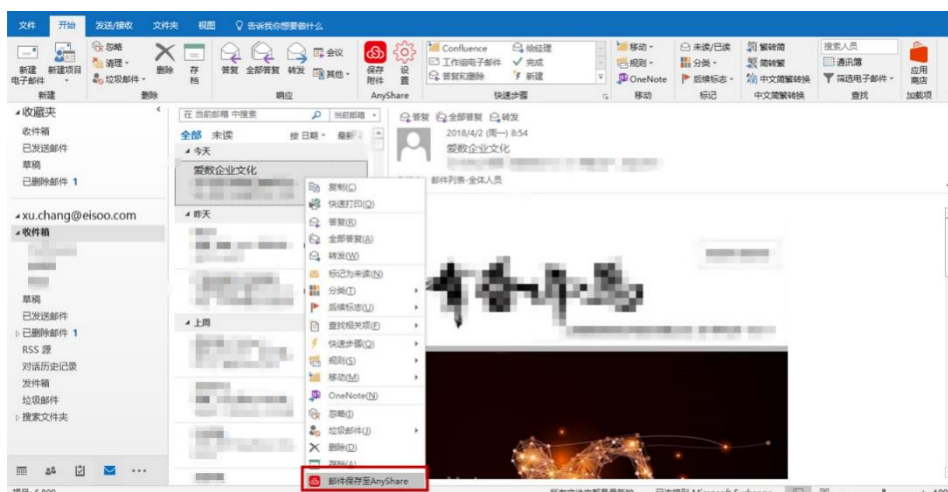 文件 开始 发送/接收 文件夹 视图 告诉我你想要做什么
新建
电子邮件
新建项目
忽略
清理
垃圾邮件
删除
存
档
答复
全部答复
转发
会议
其他
保存
附件
设
置
Confluence
工作组电子邮件
答复和删除
徐经理
完成
新建
移动
规则
OneNote
未读/已读
分类
后续标志
繁转简
简转繁
中文简繁转换
搜索人员
通讯簿
筛选电子邮件
应用
商店
新建 删除 响应 AnyShare 快速步骤 移动 标记 中文简繁转换 查找 加载项
收藏夹
收件箱
已发送邮件
草稿
已删除邮件 1
xu.chang@eisoo.com
收件箱
草稿
已发送邮件
已删除邮件 1
RSS 源
对话历史记录
发件箱
垃圾邮件
搜索文件夹
在 当前邮箱 中搜索 当前邮箱
全部 未读 按 日期
今天
爱数企业文化
昨天
上周
复制(C)
快速打印(Q)
答复(R)
全部答复(A)
转发(W)
标记为未读(N)
分类(T)
后续标志(U)
查找相关项(F)
快速步骤(Q)
规则(S)
移动(M)
OneNote(N)
忽略(I)
垃圾邮件(J)
删除(D)
邮件保存至AnyShare
答复 全部答复 转发
2018/4/2 (周一) 8:54
爱数企业文化
邮件列表-全体人员